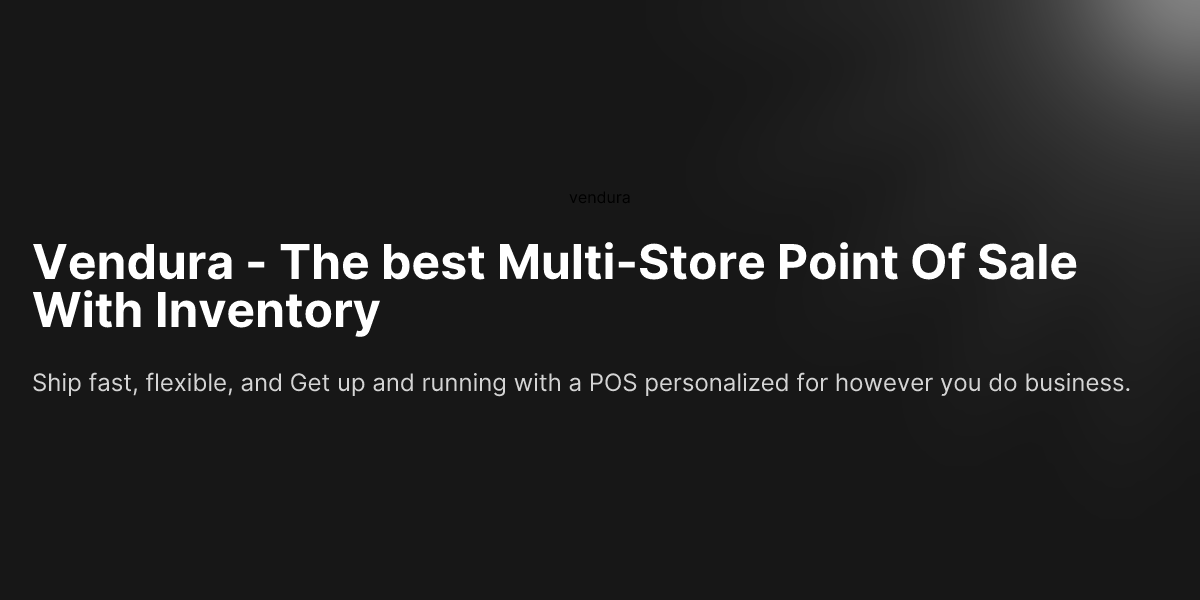 vendura
Vendura - The best Multi-Store Point Of Sale
With Inventory
Ship fast, flexible, and Get up and running with a POS personalized for however you do business.